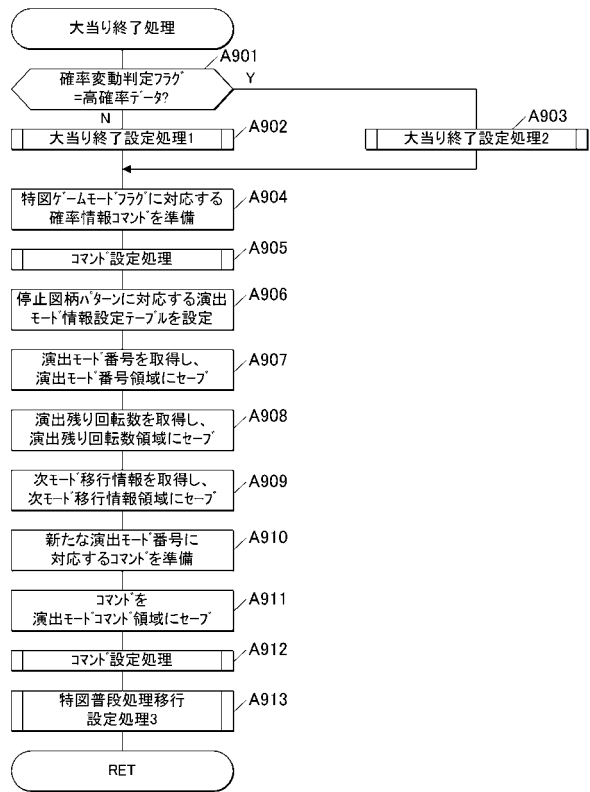 大当り終了処理
A901
確率変動判定フラグ
=高確率データ?
Y
N
A902
大当り終了設定処理1
A903
大当り終了設定処理2
A904
特図ゲームモードフラグに対応する
確率情報コマンドを準備
A905
コマンド設定処理
A906
停止図柄パターンに対応する演出
モード情報設定テーブルを設定
A907
演出モード番号を取得し、
演出モード番号領域にセーブ
A908
演出残り回転数を取得し、
演出残り回転数領域にセーブ
A909
次モード移行情報を取得し、
次モード移行情報領域にセーブ
A910
新たな演出モード番号に
対応するコマンドを準備
A911
コマンドを
演出モードコマンド領域にセーブ
A912
コマンド設定処理
A913
特図普段処理移行
設定処理3
RET